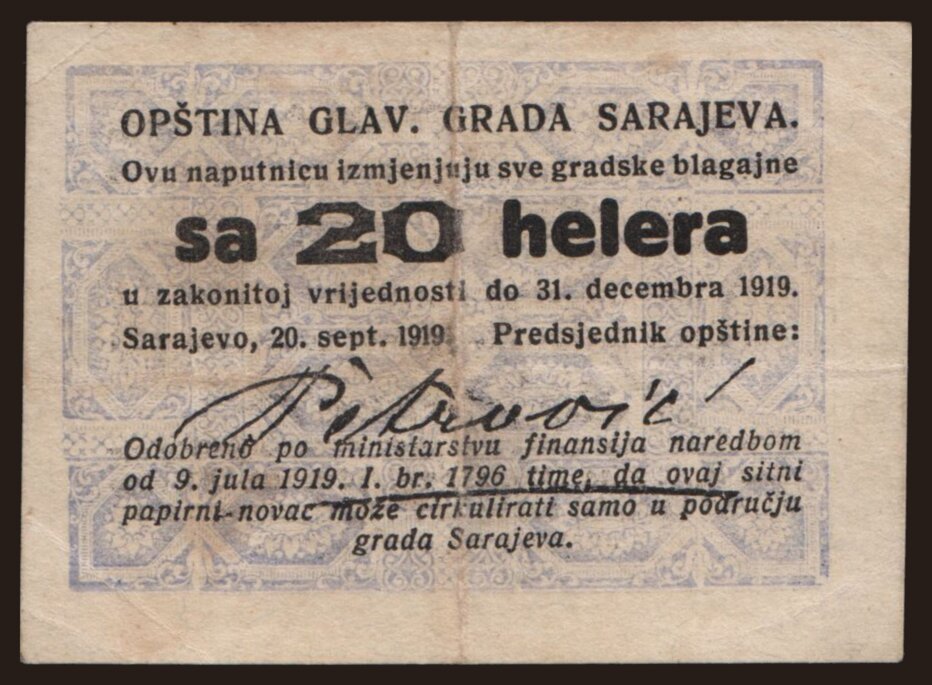 OPŠTINA GLAV. GRADA SARAJEVA.
Ovu naputnicu izmjenjuju sve gradske blagajne
sa 20 helera
u zakonitoj vrijednosti do 31. decembra 1919.
Sarajevo, 20. sept. 1919. Predsjednik opštine:
Petrović
Odobreno po ministarstvu finansija naredbom
od 9. jula 1919. I. br. 1796 time, da ovaj sitni
papirni novac može cirkulirati samo u području
grada Sarajeva.